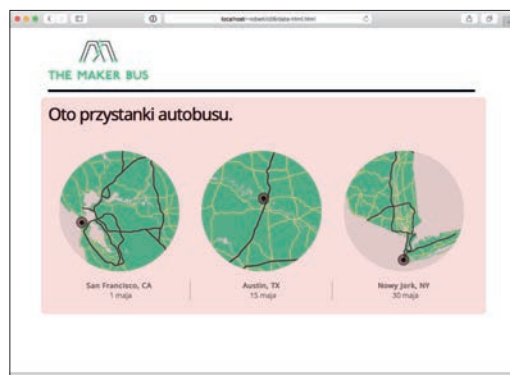 THE MAKER BUS
Oto przystanki autobusu.
San Francisco, CA
1 maja
Austin, TX
15 maja
Nowy Jork, NY
30 maja